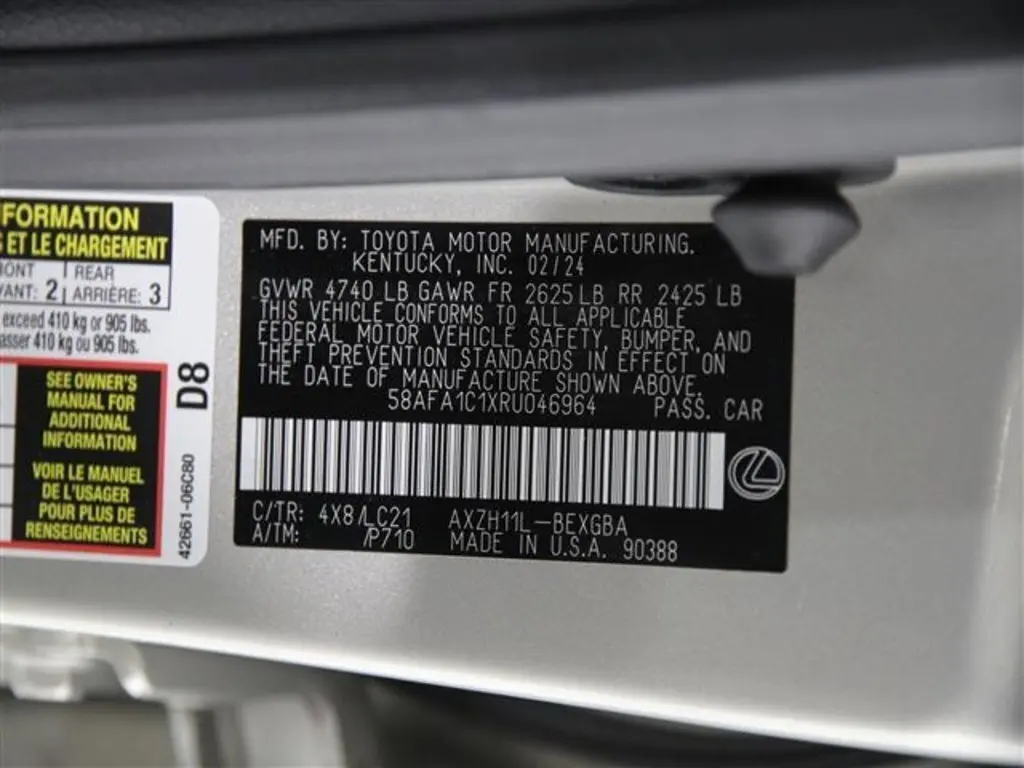 FORMATION
S ET LE CHARGEMENT
RONT REAR
VANT: 2 ARRIÈRE: 3
exceed 410 kg or 905 lbs.
asser 410 kg ou 905 lbs.
SEE OWNER'S
MANUAL FOR
ADDITIONAL
INFORMATION
VOIR LE MANUEL
DE L'USAGER
POUR PLUS DE
RENSEIGNEMENTS
D8
42661-06C80
MFD. BY: TOYOTA MOTOR MANUFACTURING.
KENTUCKY, INC. 02/24
GVWR 4740 LB GAWR FR 2625 LB RR 2425 LB
THIS VEHICLE CONFORMS TO ALL APPLICABLE
FEDERAL MOTOR VEHICLE SAFETY, BUMPER, AND
THEFT PREVENTION STANDARDS IN EFFECT ON
THE DATE OF MANUFACTURE SHOWN ABOVE.
58AFA1C1XRU046964 PASS. CAR
C/TR: 4X8/LC21 AXZH11L-BEXGBA
A/TM: /P710 MADE IN U.S.A. 90388